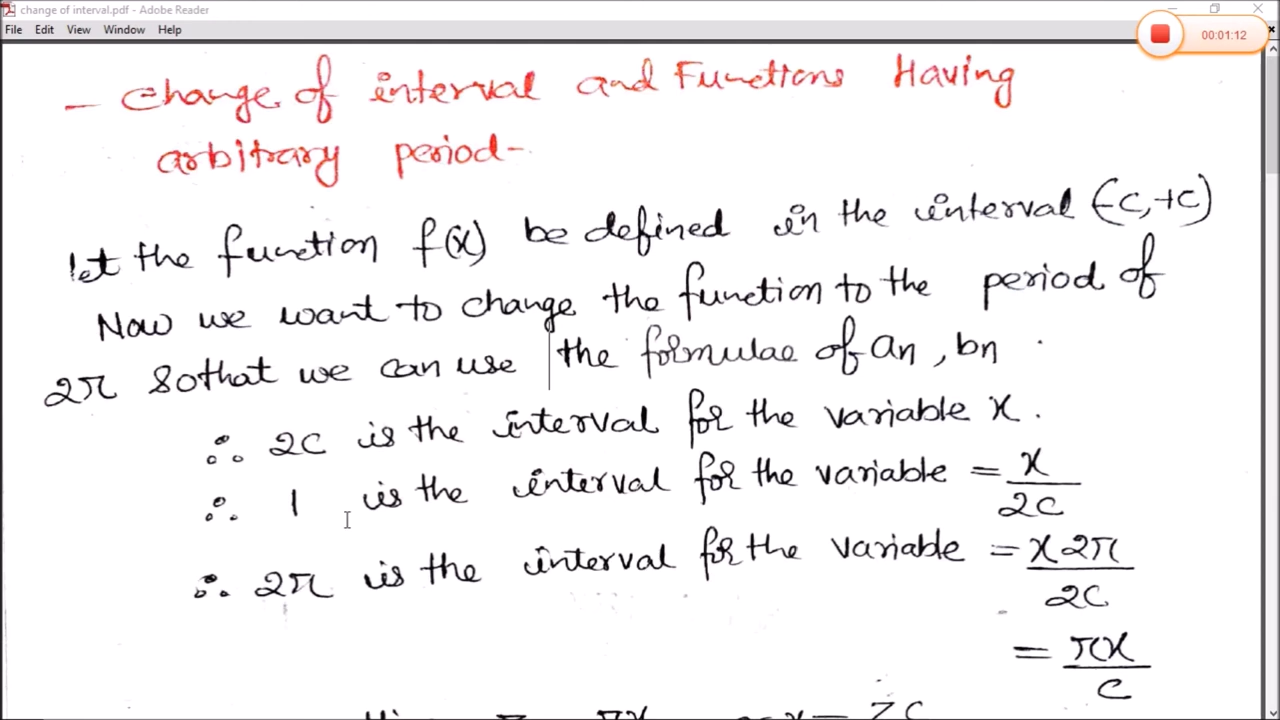 change of interval.pdf - Adobe Reader
File Edit View Window Help
00:01:12
- change of interval and Functions Having
arbitrary period-
let the function f(x) be defined in the interval (-c,+c)
Now we want to change the function to the period of
2π so that we can use the formulae of an, bn .
∴ 2c is the interval for the variable x.
∴ 1 is the interval for the variable = x/2c
∴ 2π is the interval for the variable = x2π/2c
= πx/c